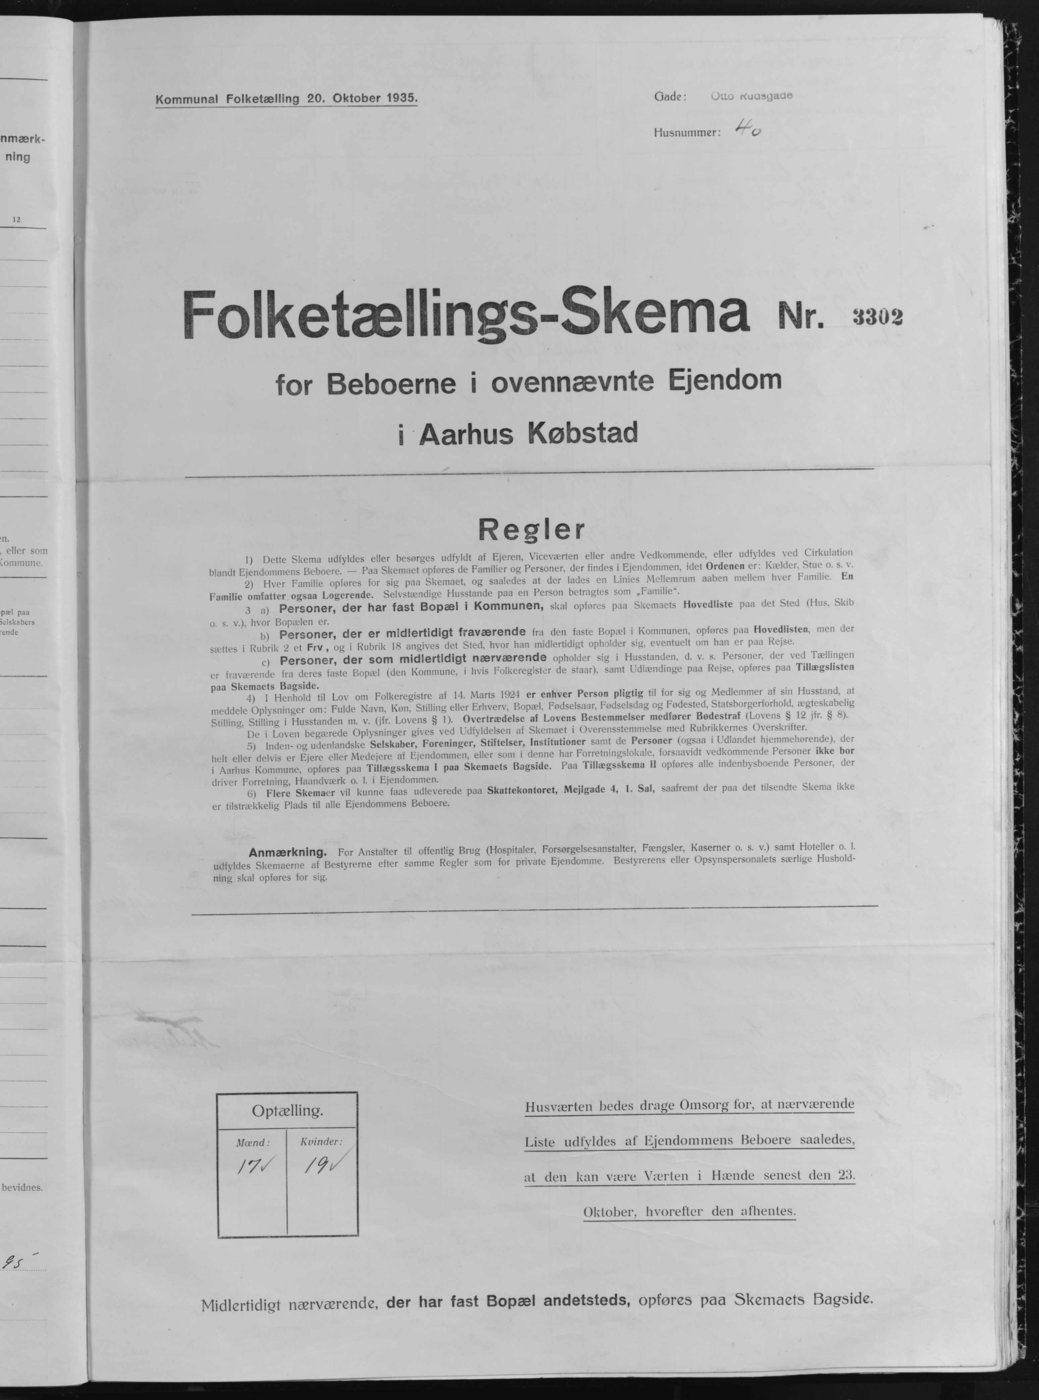 nmærk-
ning
12
en.
, eller som
Kommune.
pæl paa
Selskabers
rende
bevidnes.
95
Kommunal Folketælling 20. Oktober 1935.
Gade: Otto Rudsgade
Husnummer: 40
Folketællings-Skema Nr. 3302
for Beboerne i ovennævnte Ejendom
i Aarhus Købstad
Regler
1) Dette Skema udfyldes eller besørges udfyldt af Ejeren, Viceværten eller andre Vedkommende, eller udfyldes ved Cirkulation
blandt Ejendommens Beboere. — Paa Skemaet opføres de Familier og Personer, der findes i Ejendommen, idet Ordenen er: Kælder, Stue o. s. v.
2) Hver Familie opføres for sig paa Skemaet, og saaledes at der lades en Linies Mellemrum aaben mellem hver Familie. En
Familie omfatter ogsaa Logerende. Selvstændige Husstande paa en Person betragtes som „Familie“.
3 a) Personer, der har fast Bopæl i Kommunen, skal opføres paa Skemaets Hovedliste paa det Sted (Hus, Skib
o. s. v.), hvor Bopælen er.
b) Personer, der er midlertidigt fraværende fra den faste Bopæl i Kommunen, opføres paa Hovedlisten, men der
sættes i Rubrik 2 et Frv., og i Rubrik 18 angives det Sted, hvor han midlertidigt opholder sig, eventuelt om han er paa Rejse.
c) Personer, der som midlertidigt nærværende opholder sig i Husstanden, d. v. s. Personer, der ved Tællingen
er fraværende fra deres faste Bopæl (den Kommune, i hvis Folkeregister de staar), samt Udlændinge paa Rejse, opføres paa Tillægslisten
paa Skemaets Bagside.
4) I Henhold til Lov om Folkeregistre af 14. Marts 1924 er enhver Person pligtig til for sig og Medlemmer af sin Husstand, at
meddele Oplysninger om: Fulde Navn, Køn, Stilling eller Erhverv, Bopæl, Fødselsaar, Fødselsdag og Fødested, Statsborgerforhold, ægteskabelig
Stilling, Stilling i Husstanden m. v. (jfr. Lovens § 1). Overtrædelse af Lovens Bestemmelser medfører Bødestraf (Lovens § 12 jfr. § 8).
De i Loven begærede Oplysninger gives ved Udfyldelsen af Skemaet i Overensstemmelse med Rubrikkernes Overskrifter.
5) Inden- og udenlandske Selskaber, Foreninger, Stiftelser, Institutioner samt de Personer (ogsaa i Udlandet hjemmehørende), der
helt eller delvis er Ejere eller Medejere af Ejendommen, eller som i denne har Forretningslokale, forsaavidt vedkommende Personer ikke bor
i Aarhus Kommune, opføres paa Tillægsskema I paa Skemaets Bagside. Paa Tillægsskema II opføres alle indenbysboende Personer, der
driver Forretning, Haandværk o. l. i Ejendommen.
6) Flere Skemaer vil kunne faas udleverede paa Skattekontoret, Mejlgade 4, 1. Sal, saafremt der paa det tilsendte Skema ikke
er tilstrækkelig Plads til alle Ejendommens Beboere.
Anmærkning. For Anstalter til offentlig Brug (Hospitaler, Forsørgelsesanstalter, Fængsler, Kaserner o. s. v.) samt Hoteller o. l.
udfyldes Skemaerne af Bestyrerne efter samme Regler som for private Ejendomme. Bestyrerens eller Opsynspersonalets særlige Hushold-
ning skal opføres for sig.
Optælling.
Mænd: Kvinder:
17✓ 19✓
Husværten bedes drage Omsorg for, at nærværende
Liste udfyldes af Ejendommens Beboere saaledes,
at den kan være Værten i Hænde senest den 23.
Oktober, hvorefter den afhentes.
Midlertidigt nærværende, der har fast Bopæl andetsteds, opføres paa Skemaets Bagside.